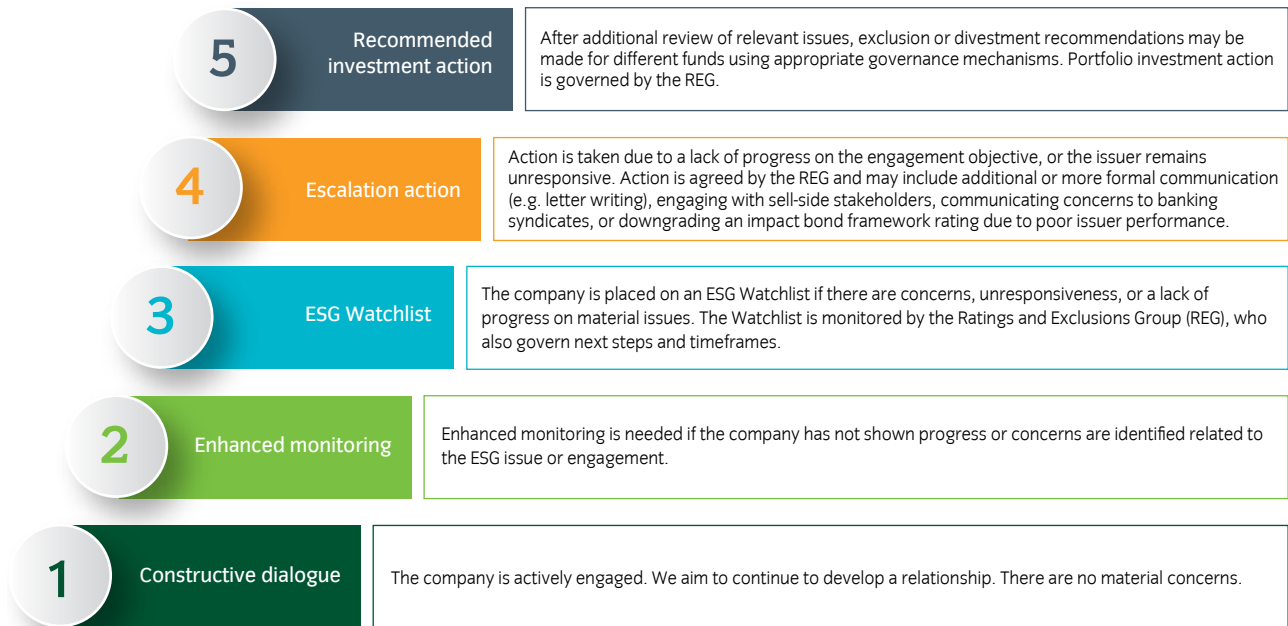 5
Recommended
investment action
After additional review of relevant issues, exclusion or divestment recommendations may be
made for different funds using appropriate governance mechanisms. Portfolio investment action
is governed by the REG.
4
Escalation action
Action is taken due to a lack of progress on the engagement objective, or the issuer remains
unresponsive. Action is agreed by the REG and may include additional or more formal communication
(e.g. letter writing), engaging with sell-side stakeholders, communicating concerns to banking
syndicates, or downgrading an impact bond framework rating due to poor issuer performance.
3
ESG Watchlist
The company is placed on an ESG Watchlist if there are concerns, unresponsiveness, or a lack of
progress on material issues. The Watchlist is monitored by the Ratings and Exclusions Group (REG), who
also govern next steps and timeframes.
2
Enhanced monitoring
Enhanced monitoring is needed if the company has not shown progress or concerns are identified related to
the ESG issue or engagement.
1
Constructive dialogue
The company is actively engaged. We aim to continue to develop a relationship. There are no material concerns.